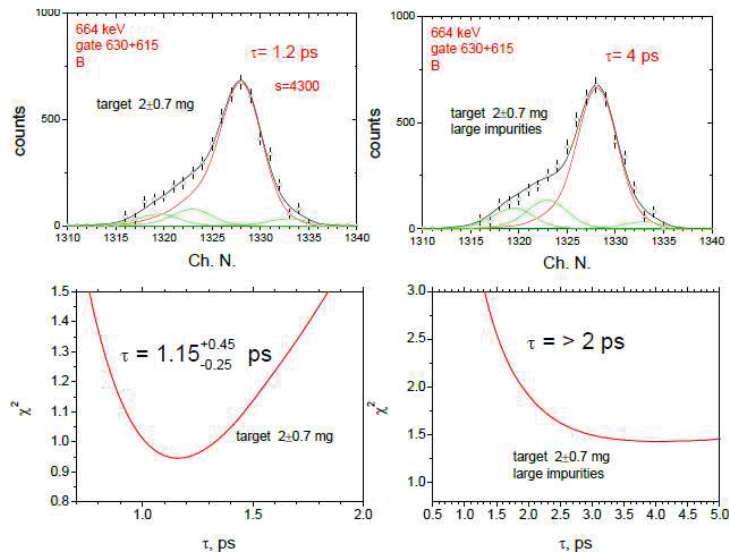 1000
664 keV
gate 630+615
B
τ= 1.2 ps
s=4300
target 2±0.7 mg
counts
500
0
1310 1315 1320 1325 1330 1335 1340
Ch. N.
1000
664 keV
gate 630+615
B
τ= 4 ps
target 2±0.7 mg
large impurities
counts
500
0
1310 1315 1320 1325 1330 1335 1340
Ch. N.
1.5
1.4
1.3
1.2
1.1
1.0
0.9
0.8
χ²
τ = 1.15 +0.45 -0.25 ps
target 2±0.7 mg
1.0 1.5 2.0
τ, ps
3.0
2.5
2.0
1.5
1.0
χ²
τ = > 2 ps
target 2±0.7 mg
large impurities
0.5 1.0 1.5 2.0 2.5 3.0 3.5 4.0 4.5 5.0
τ, ps